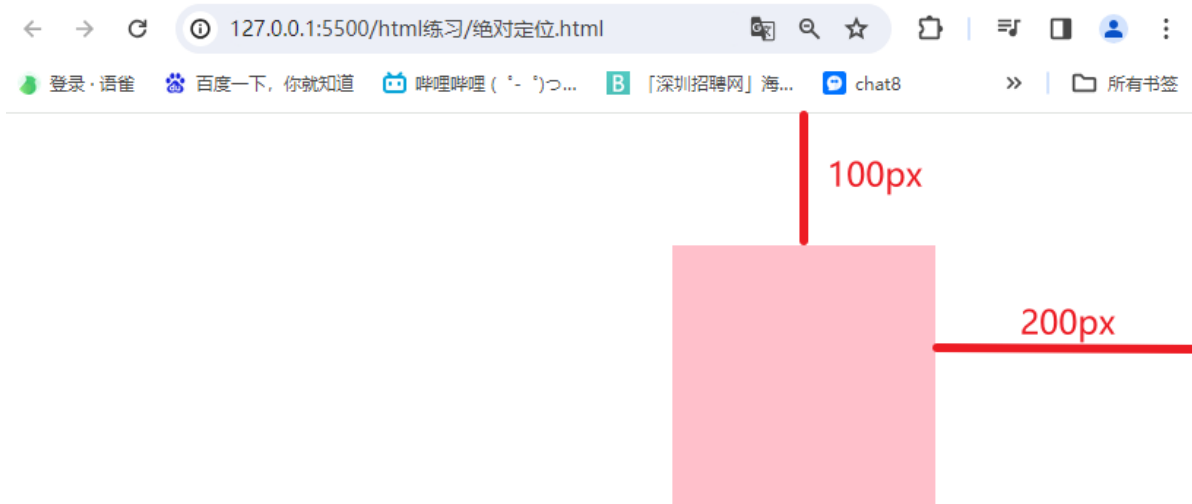 127.0.0.1:5500/html练习/绝对定位.html
登录 · 语雀 百度一下，你就知道 哔哩哔哩 ( ゜- ゜)つ... B 「深圳招聘网」海... chat8 » 所有书签
100px
200px